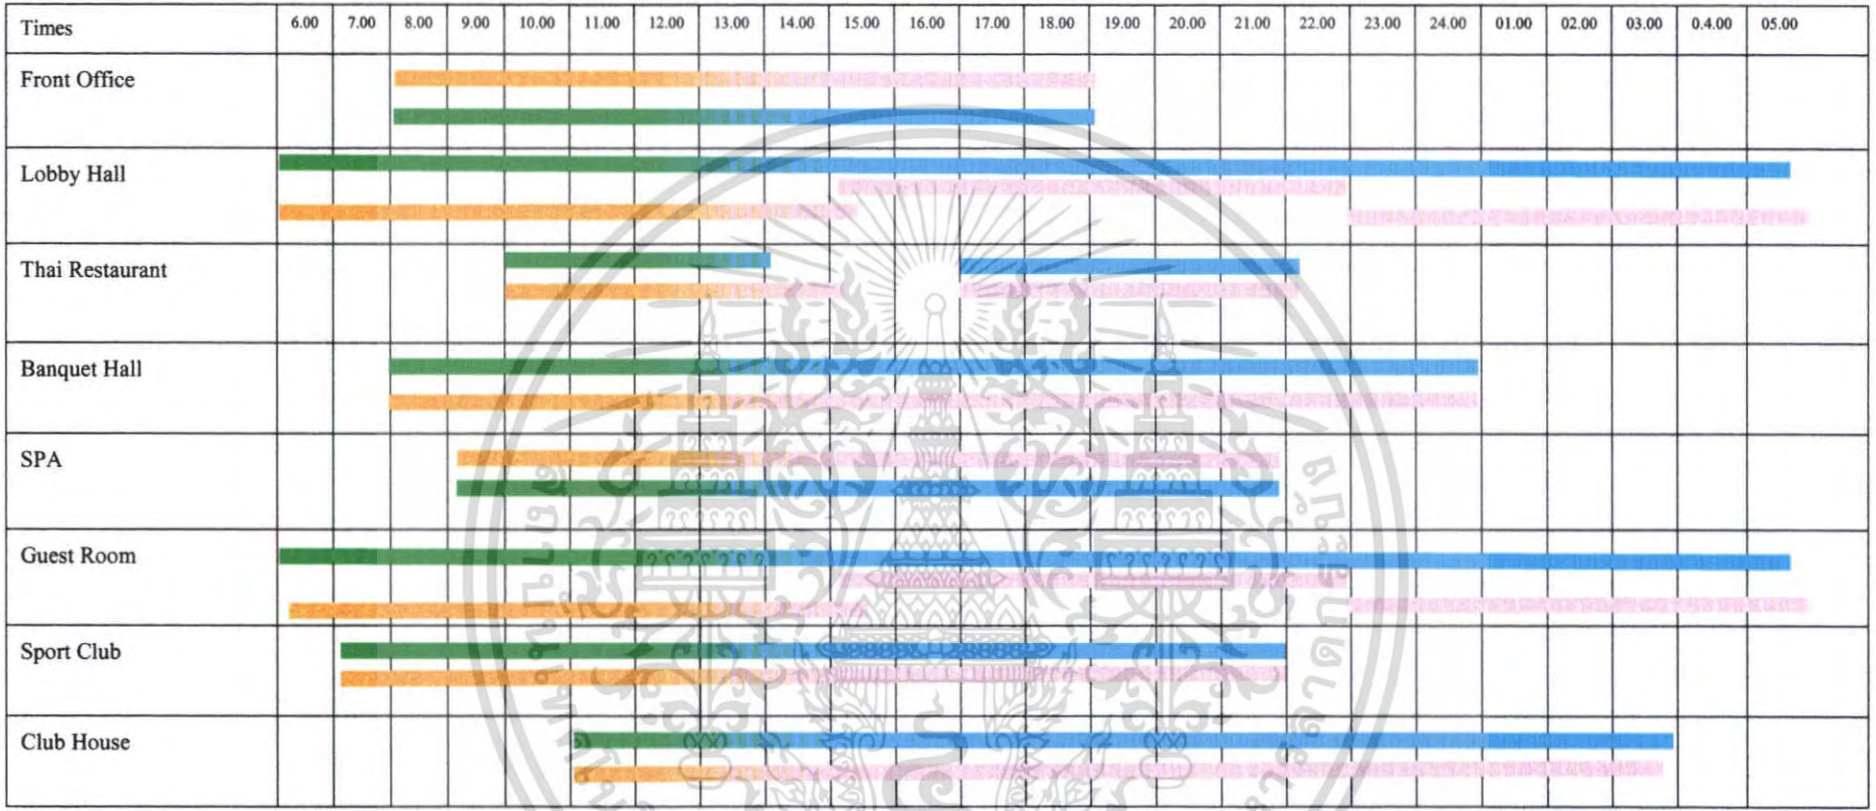 Times 6.00 7.00 8.00 9.00 10.00 11.00 12.00 13.00 14.00 15.00 16.00 17.00 18.00 19.00 20.00 21.00 22.00 23.00 24.00 01.00 02.00 03.00 0.4.00 05.00
Front Office
Lobby Hall
Thai Restaurant
Banquet Hall
SPA
Guest Room
Sport Club
Club House